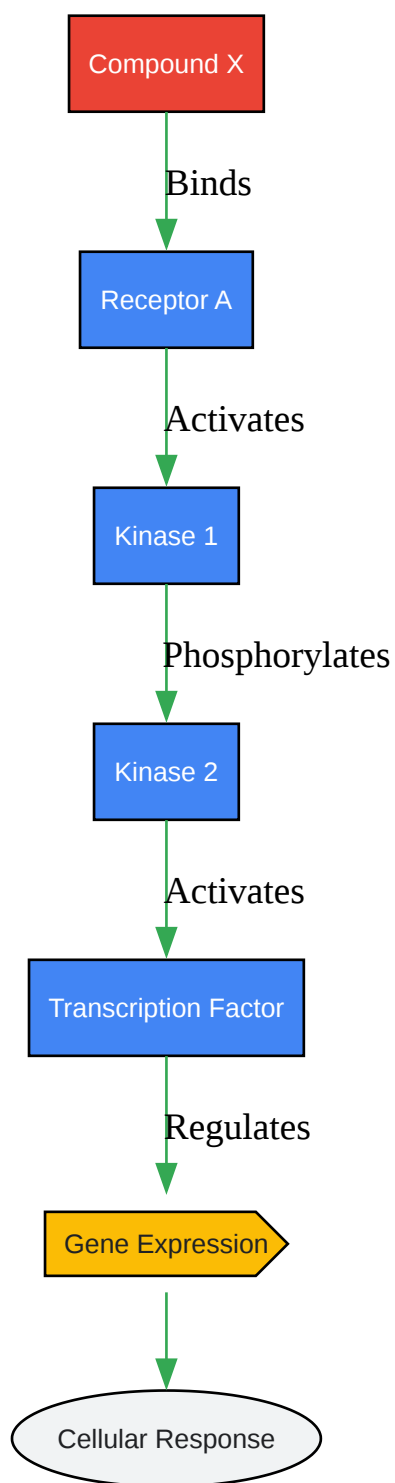 Compound X
Binds
Receptor A
Activates
Kinase 1
Phosphorylates
Kinase 2
Activates
Transcription Factor
Regulates
Gene Expression
Cellular Response